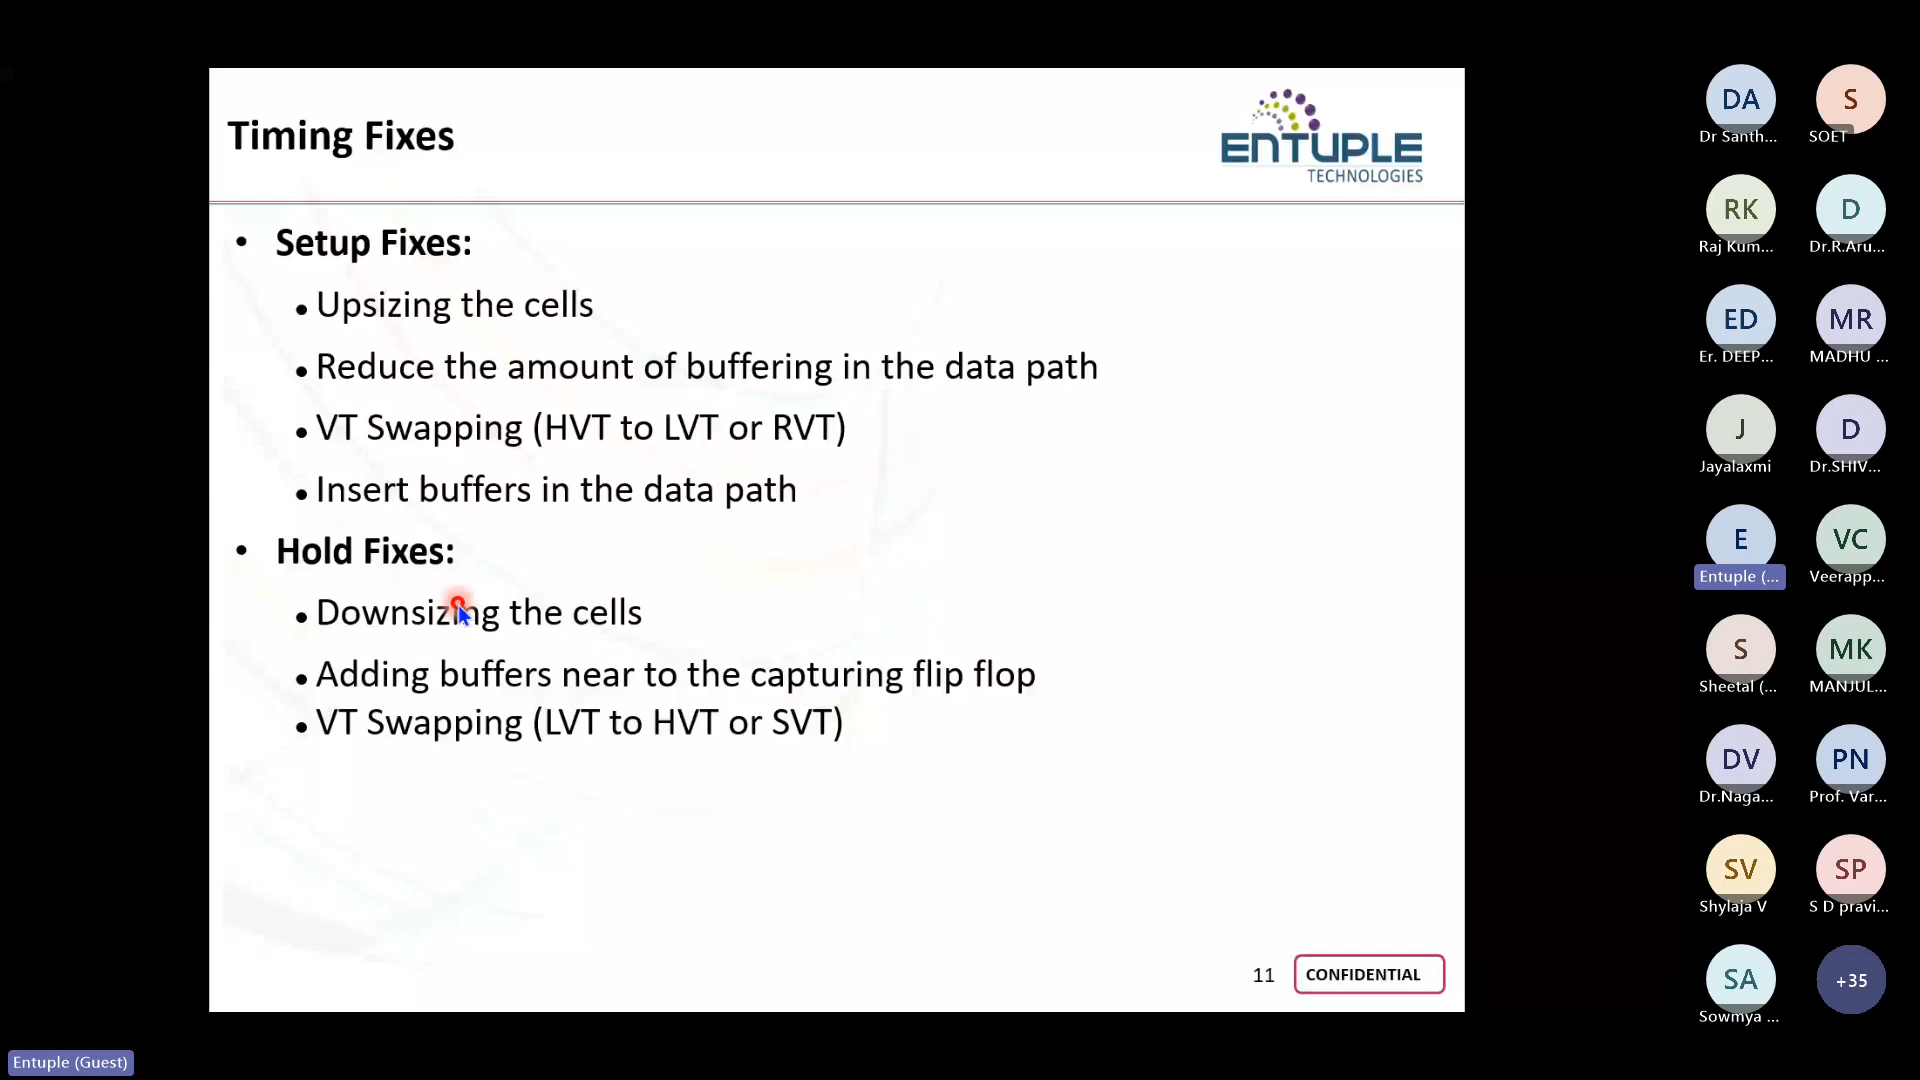 Timing Fixes
ENTUPLE
TECHNOLOGIES
• Setup Fixes:
• Upsizing the cells
• Reduce the amount of buffering in the data path
• VT Swapping (HVT to LVT or RVT)
• Insert buffers in the data path
• Hold Fixes:
• Downsizing the cells
• Adding buffers near to the capturing flip flop
• VT Swapping (LVT to HVT or SVT)
11 CONFIDENTIAL
DA S
Dr Santh... SOET
RK D
Raj Kum... Dr.R.Aru...
ED MR
Er. DEEP... MADHU ...
J D
Jayalaxmi Dr.SHIV...
E VC
Entuple (... Veerapp...
S MK
Sheetal (... MANJUL...
DV PN
Dr.Naga... Prof. Var...
SV SP
Shylaja V S D pravi...
SA +35
Sowmya ...
Entuple (Guest)